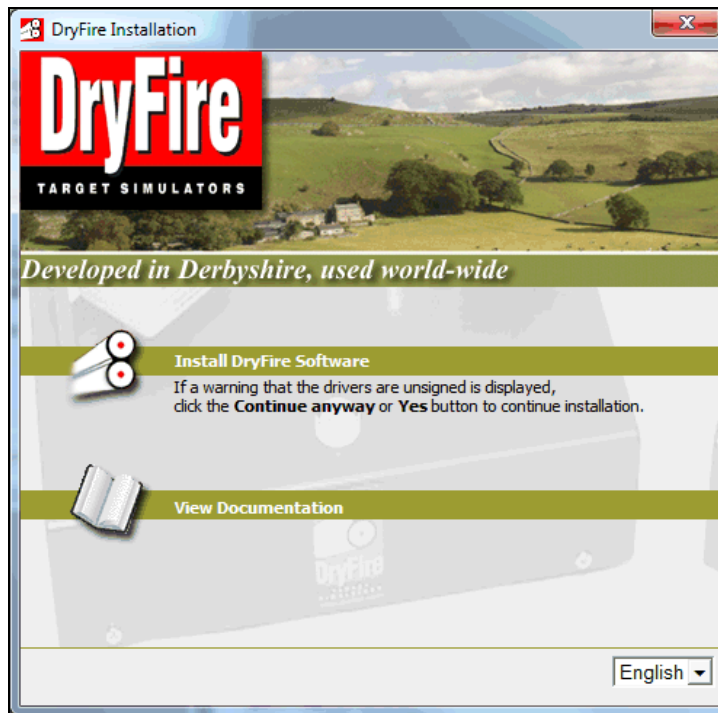 DryFire Installation
DryFire
TARGET SIMULATORS
Developed in Derbyshire, used world-wide
Install DryFire Software
If a warning that the drivers are unsigned is displayed,
click the Continue anyway or Yes button to continue installation.
View Documentation
DryFire
English